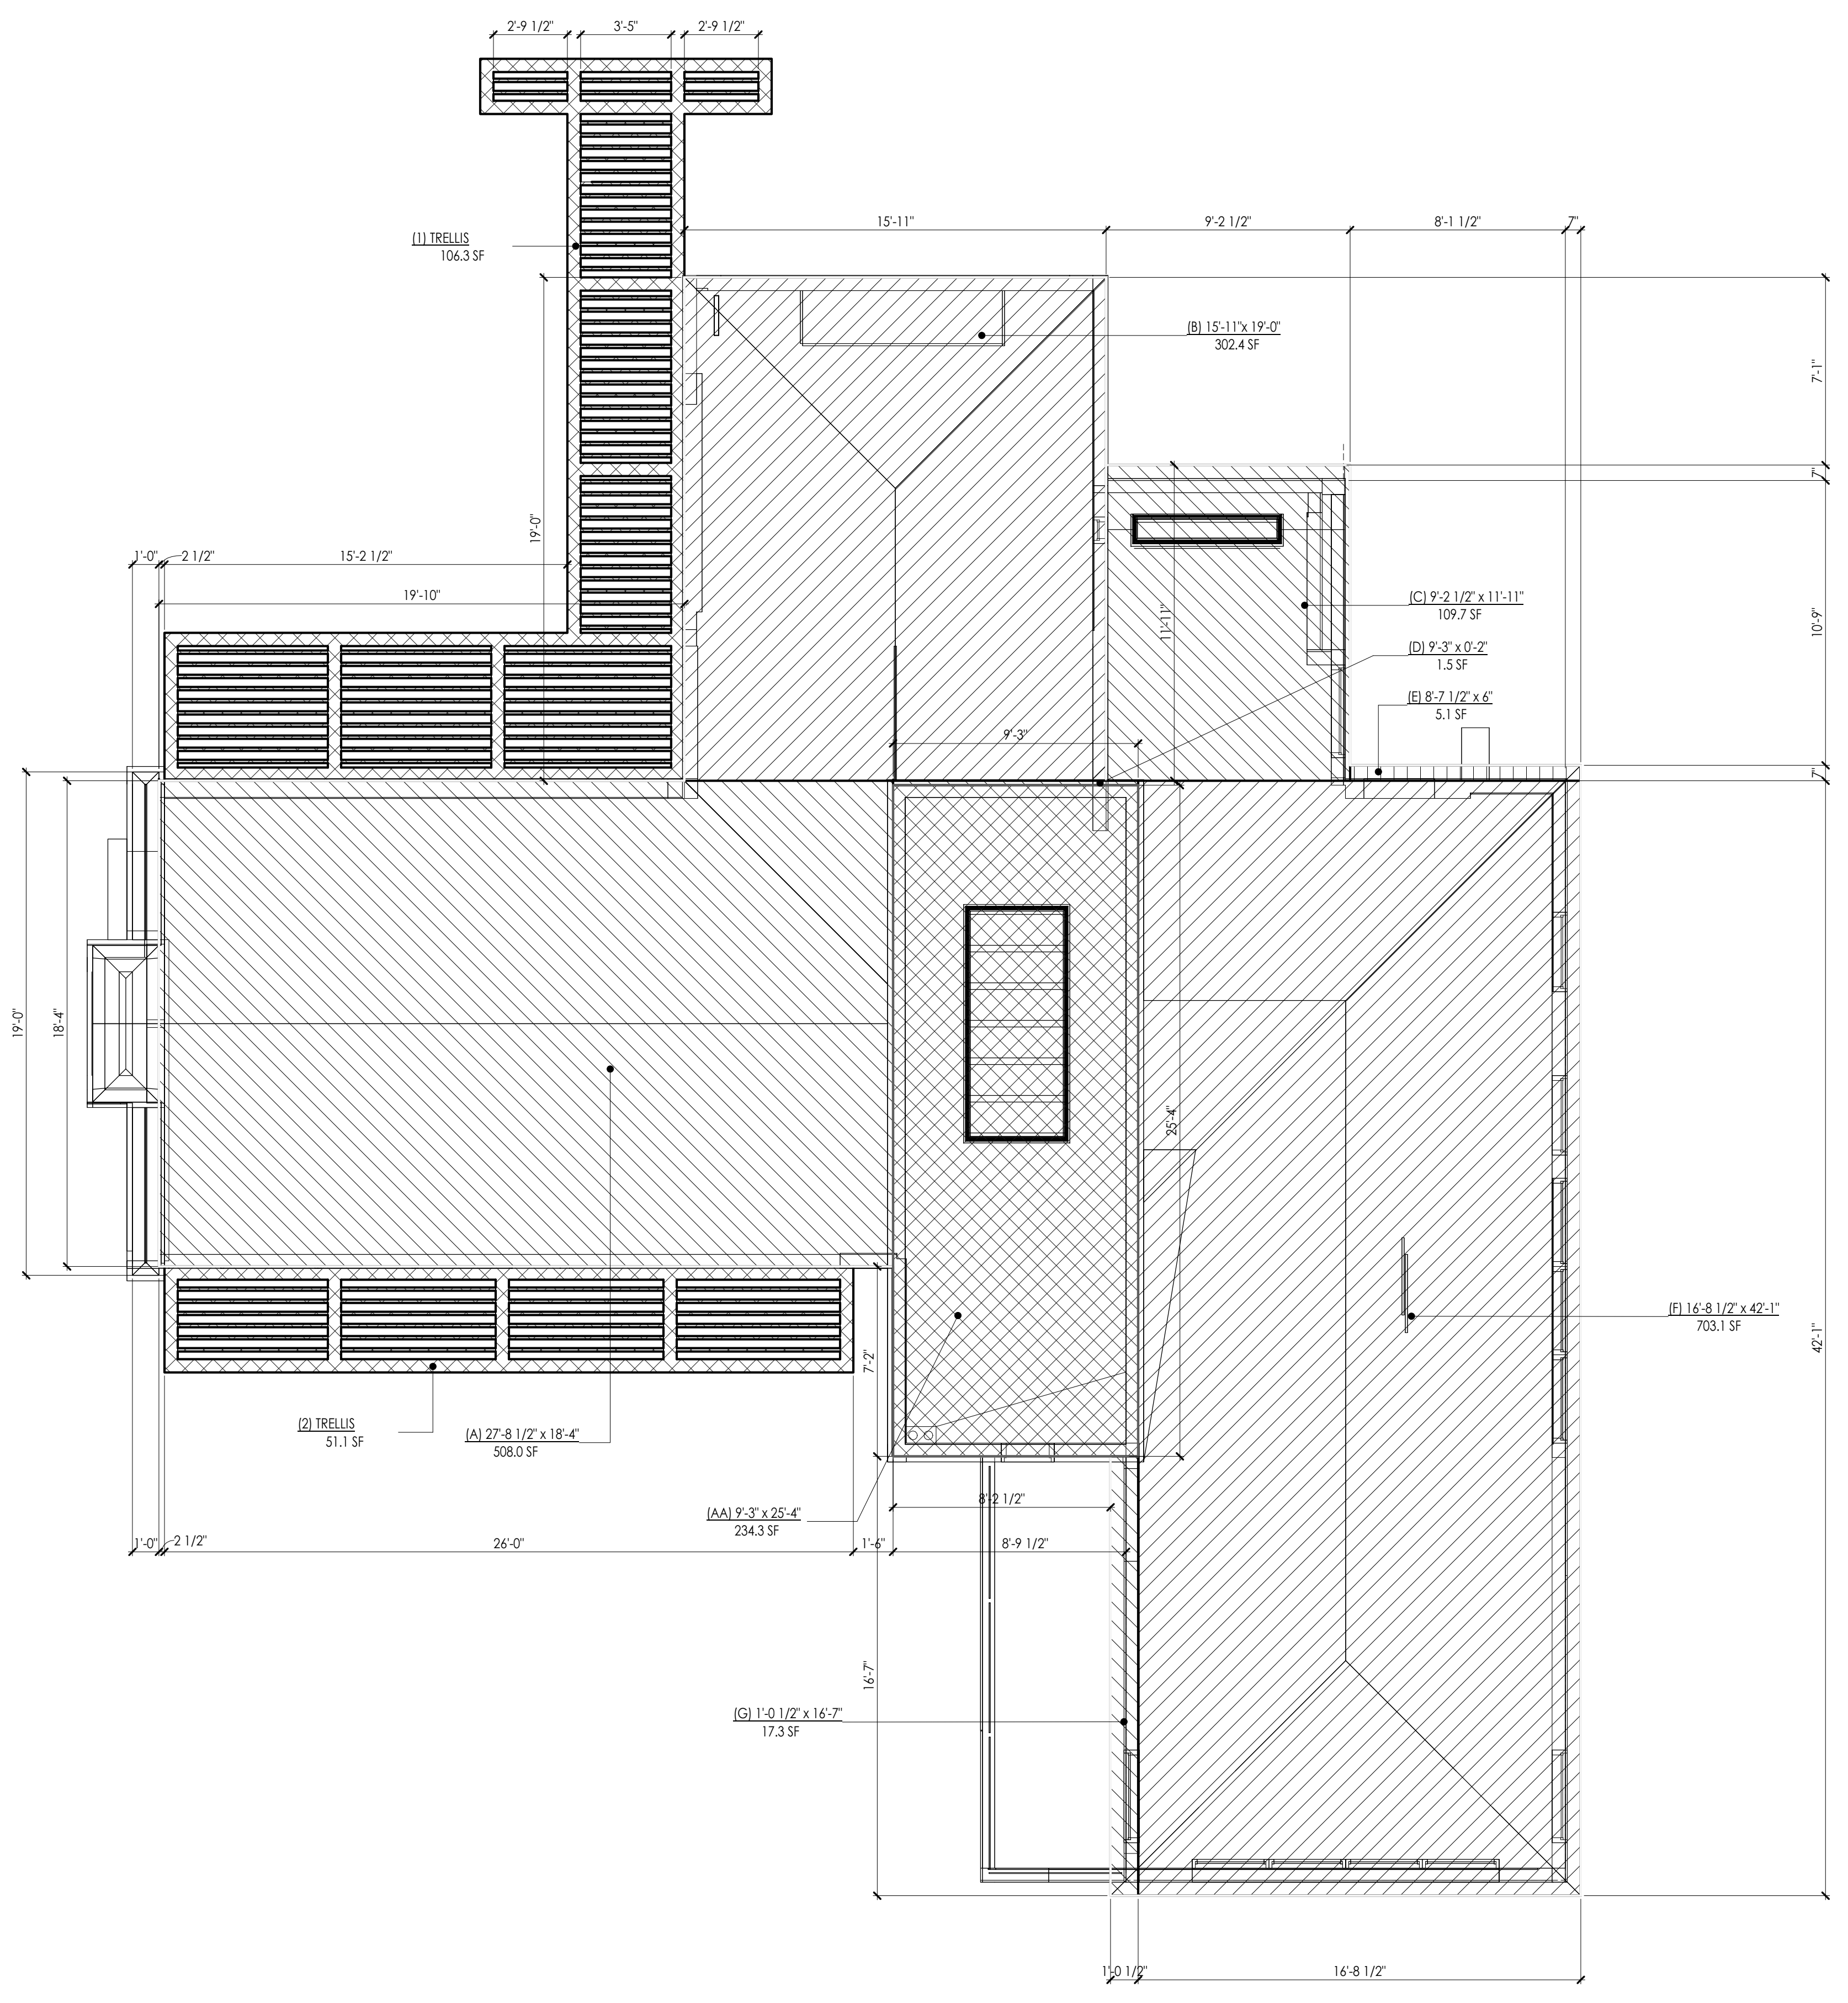 2'-9 1/2"
3'-5"
2'-9 1/2"
(1) TRELLIS
106.3 SF
15'-11"
9'-2 1/2"
8'-1 1/2"
7"
(B) 15'-11"x 19'-0"
302.4 SF
7'-1"
7"
19'-0"
1'-0"
2 1/2"
15'-2 1/2"
19'-10"
11'-11"
(C) 9'-2 1/2" x 11'-11"
109.7 SF
10'-9"
(D) 9'-3" x 0'-2"
1.5 SF
(E) 8'-7 1/2" x 6"
5.1 SF
9'-3"
7"
19'-0"
18'-4"
25'-4"
(F) 16'-8 1/2" x 42'-1"
703.1 SF
42'-1"
7'-2"
(2) TRELLIS
51.1 SF
(A) 27'-8 1/2" x 18'-4"
508.0 SF
8'-2 1/2"
(AA) 9'-3" x 25'-4"
234.3 SF
1'-0"
2 1/2"
26'-0"
1'-6"
8'-9 1/2"
16'-7"
(G) 1'-0 1/2" x 16'-7"
17.3 SF
1'-0 1/2"
16'-8 1/2"